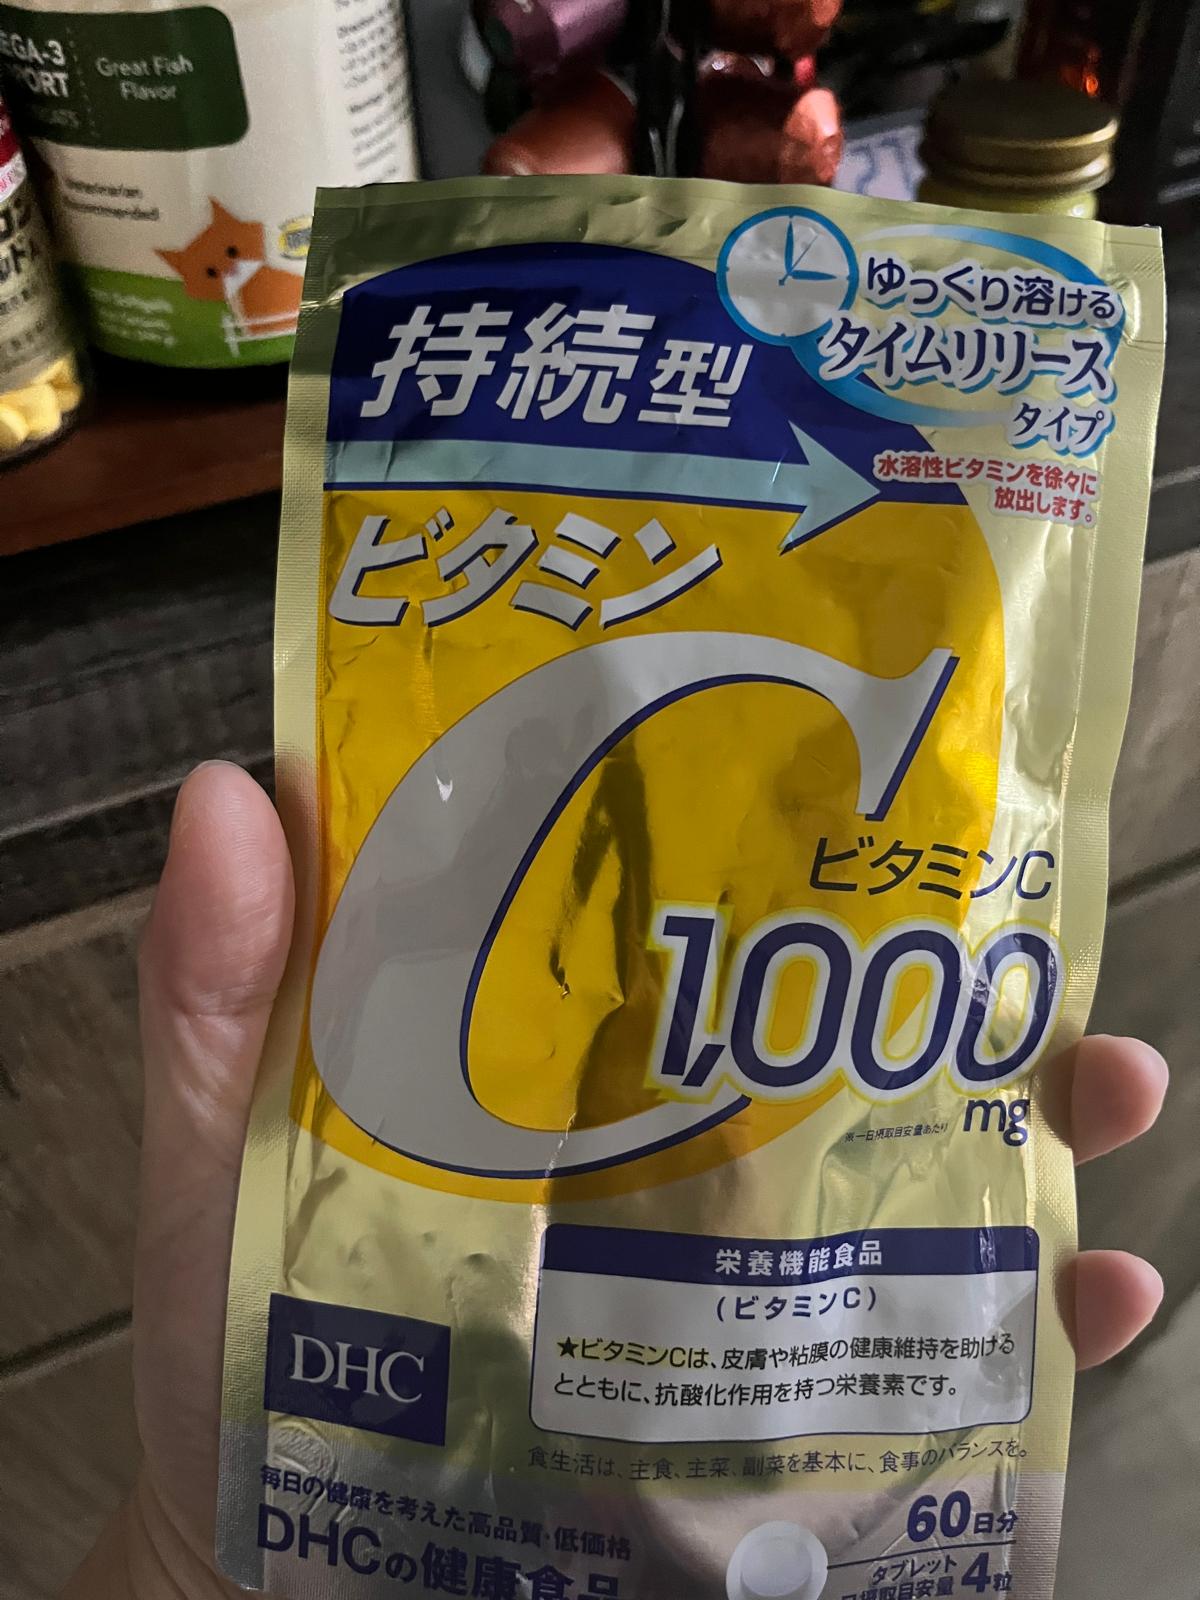 EGA-3
PORT
Great Fish
Flavor
Veterinarian
Recommended
持続型
ゆっくり溶ける
タイムリリース
タイプ
水溶性ビタミンを徐々に
放出します。
ビタミン
C
ビタミンC
1,000
mg
※一日摂取目安量あたり
栄養機能食品
(ビタミンC)
★ビタミンCは、皮膚や粘膜の健康維持を助ける
とともに、抗酸化作用を持つ栄養素です。
DHC
食生活は、主食、主菜、副菜を基本に、食事のバランスを。
毎日の健康を考えた高品質・低価格
DHCの健康食品
60日分
タブレット
日摂取目安量 4粒